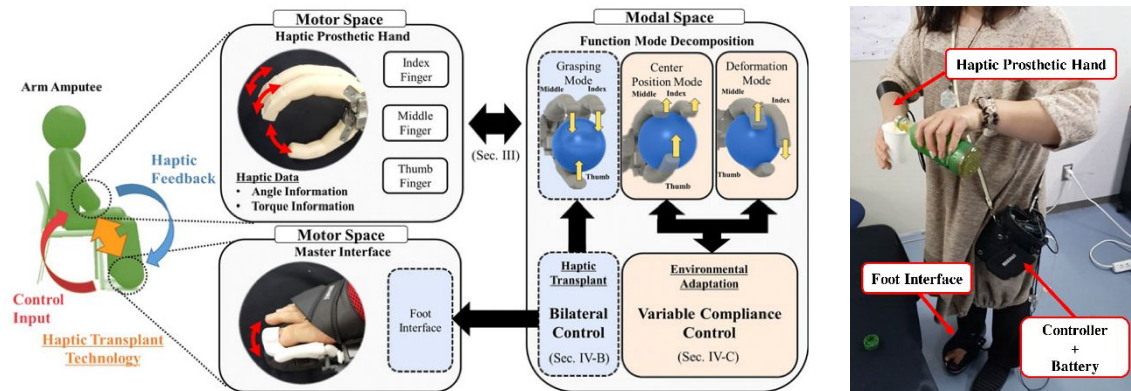 Arm Amputee
Haptic
Feedback
Control
Input
Haptic Transplant
Technology
Motor Space
Haptic Prosthetic Hand
Index
Finger
Middle
Finger
Thumb
Finger
Haptic Data
• Angle Information
• Torque Information
Motor Space
Master Interface
Foot
Interface
(Sec. III)
Modal Space
Function Mode Decomposition
Grasping
Mode
Middle Index
Thumb
Center
Position Mode
Middle Index
Thumb
Deformation
Mode
Middle
Index
Thumb
Haptic
Transplant
Bilateral
Control
(Sec. IV-B)
Environmental
Adaptation
Variable Compliance
Control
(Sec. IV-C)
Haptic Prosthetic Hand
Foot Interface
Controller
+
Battery